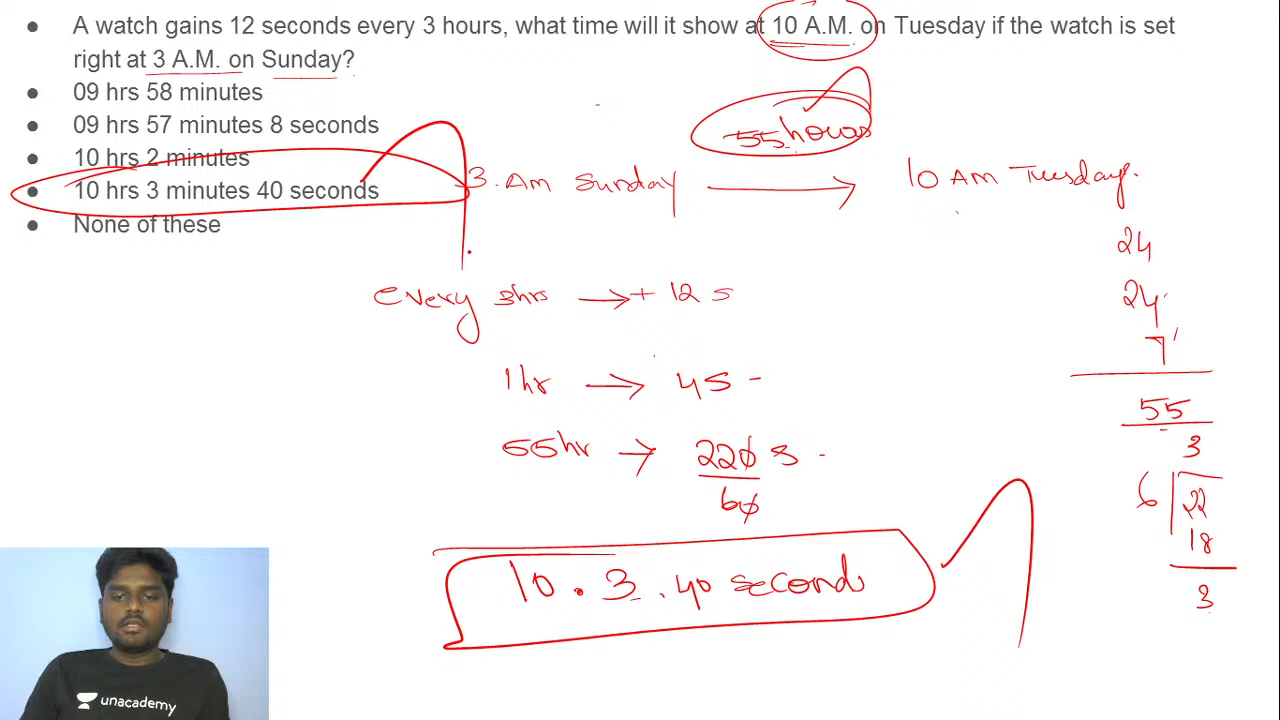 ● A watch gains 12 seconds every 3 hours, what time will it show at 10 A.M. on Tuesday if the watch is set
right at 3 A.M. on Sunday?
● 09 hrs 58 minutes
● 09 hrs 57 minutes 8 seconds
● 10 hrs 2 minutes
● 10 hrs 3 minutes 40 seconds
● None of these
55 hours
3. Am Sunday → 10 AM Tuesday.
24
24
7
55
every 3hrs → + 12 s
1hr → 4s
55hr → 220 s
60
3
6 22
18
3
10 . 3 . 40 seconds
unacademy